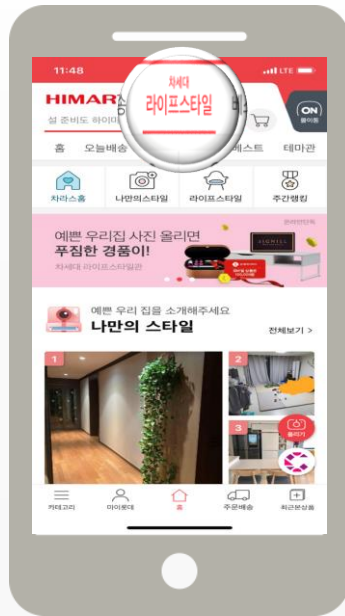 11:48
LTE
차세대
라이프스타일
HIMAR
설 준비도 하이마
ON
홈
오늘배송
베스트
테마관
차라스홈
나만의스타일
라이프스타일
주간랭킹
온라인단독
예쁜 우리집 사진 올리면
푸짐한 경품이!
차세대 라이프스타일관
SIGNIEL
예쁜 우리 집을 소개해주세요
나만의 스타일
전체보기 >
1
2
3
올리기
카테고리
마이롯데
홈
주문배송
최근본상품